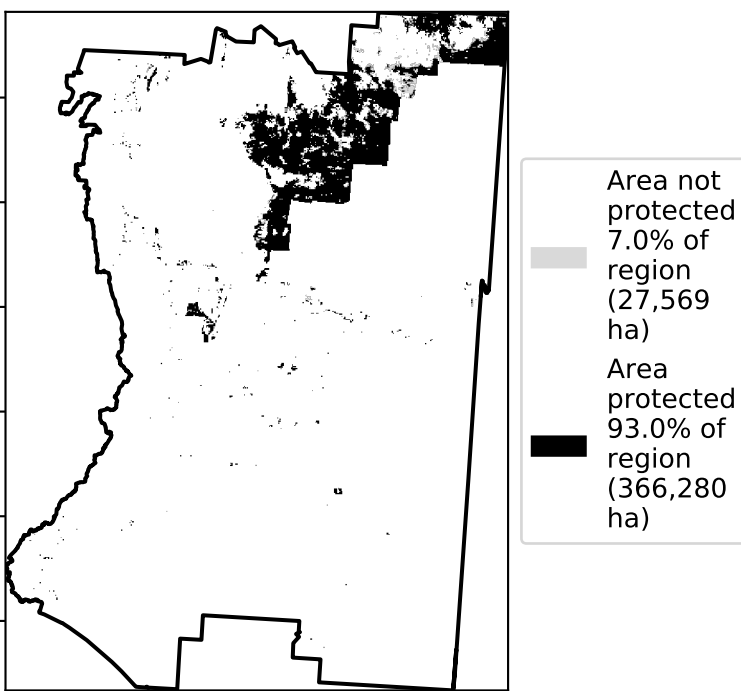 Area not
protected
7.0% of
region
(27,569
ha)
Area
protected
93.0% of
region
(366,280
ha)